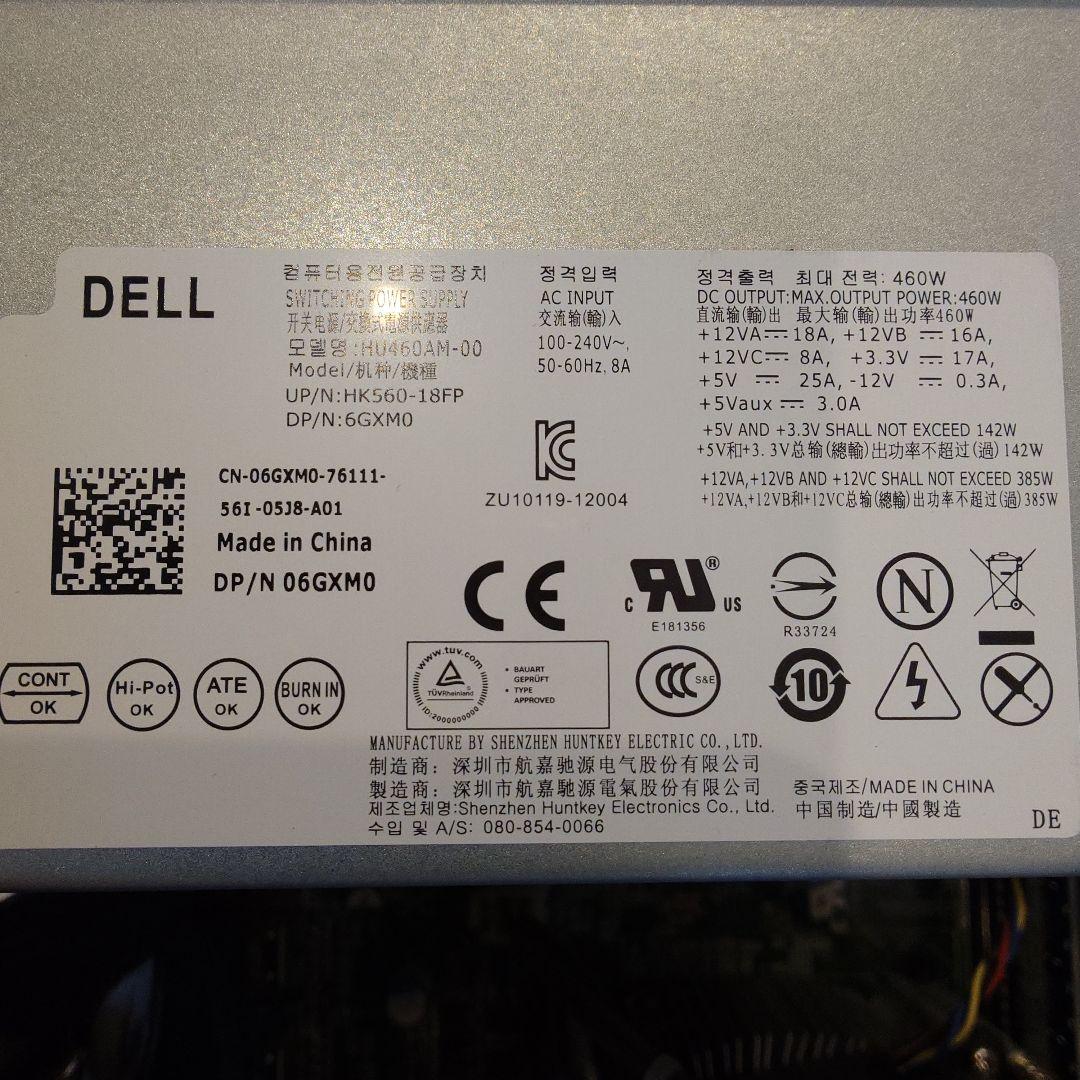 DELL
컴퓨터용전원공급장치
SWITCHING POWER SUPPLY
开关电源/交換式電源供應器
모델명:HU460AM-00
Model/机种/機種
UP/N:HK560-18FP
DP/N:6GXM0
정격입력
AC INPUT
交流输(輸)入
100-240V~,
50-60Hz, 8A
정격출력 최대 전력: 460W
DC OUTPUT:MAX.OUTPUT POWER:460W
直流输(輸)出 最大输(輸)出功率460W
+12VA⎓18A, +12VB ⎓ 16A,
+12VC⎓ 8A, +3.3V ⎓ 17A,
+5V ⎓ 25A, -12V ⎓ 0.3A,
+5Vaux ⎓ 3.0A
+5V AND +3.3V SHALL NOT EXCEED 142W
+5V和+3.3V总输(總輸)出功率不超过(過)142W
+12VA,+12VB AND +12VC SHALL NOT EXCEED 385W
+12VA,+12VB和+12VC总输(總輸)出功率不超过(過)385W
ZU10119-12004
CN-06GXM0-76111-
56I-05J8-A01
Made in China
DP/N 06GXM0
CE
c RU ® US
E181356
R33724
N
CONT
OK
Hi-Pot
OK
ATE
OK
BURN IN
OK
www.tuv.com
TÜVRheinland ®
ID:2000000000
• BAUART
GEPRÜFT
• TYPE
APPROVED
CCC S&E
10
MANUFACTURE BY SHENZHEN HUNTKEY ELECTRIC CO.,LTD.
制造商：深圳市航嘉驰源电气股份有限公司
製造商：深圳市航嘉馳源電氣股份有限公司
제조업체명:Shenzhen Huntkey Electronics Co., Ltd.
수입 및 A/S: 080-854-0066
중국제조/MADE IN CHINA
中国制造/中國製造
DE